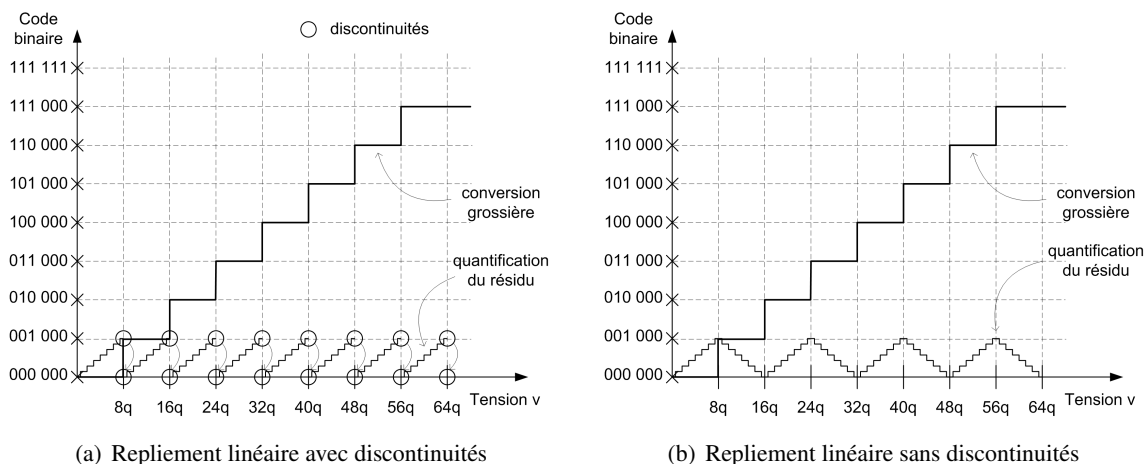 Code
binaire
discontinuités
111 111
111 000
110 000
101 000
100 000
011 000
010 000
001 000
000 000
conversion
grossière
quantification
du résidu
8q 16q 24q 32q 40q 48q 56q 64q
Tension v
(a) Repliement linéaire avec discontinuités
Code
binaire
111 111
111 000
110 000
101 000
100 000
011 000
010 000
001 000
000 000
conversion
grossière
quantification
du résidu
8q 16q 24q 32q 40q 48q 56q 64q
Tension v
(b) Repliement linéaire sans discontinuités